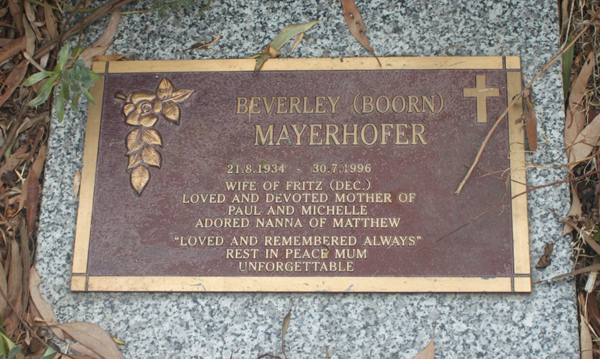 BEVERLEY (BOORN)
MAYERHOFER
21.8.1934 - 30.7.1996
WIFE OF FRITZ (DEC.)
LOVED AND DEVOTED MOTHER OF
PAUL AND MICHELLE
ADORED NANNA OF MATTHEW
"LOVED AND REMEMBERED ALWAYS"
REST IN PEACE MUM
UNFORGETTABLE